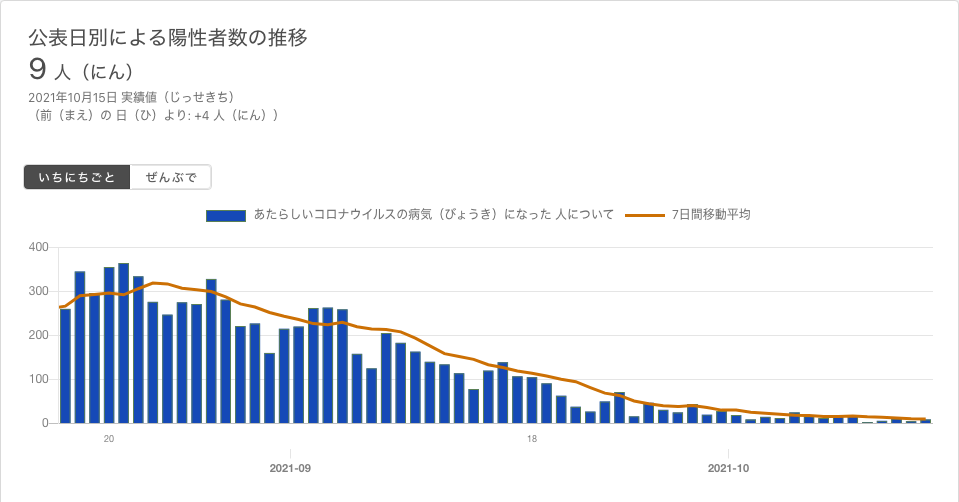 公表日別による陽性者数の推移
9 人（にん）
2021年10月15日 実績値（じっせきち）
（前（まえ）の 日（ひ）より: +4 人（にん））
いちにちごと ぜんぶで
あたらしいコロナウイルスの病気（びょうき）になった 人について 7日間移動平均
400
300
200
100
0
20 18
2021-09 2021-10